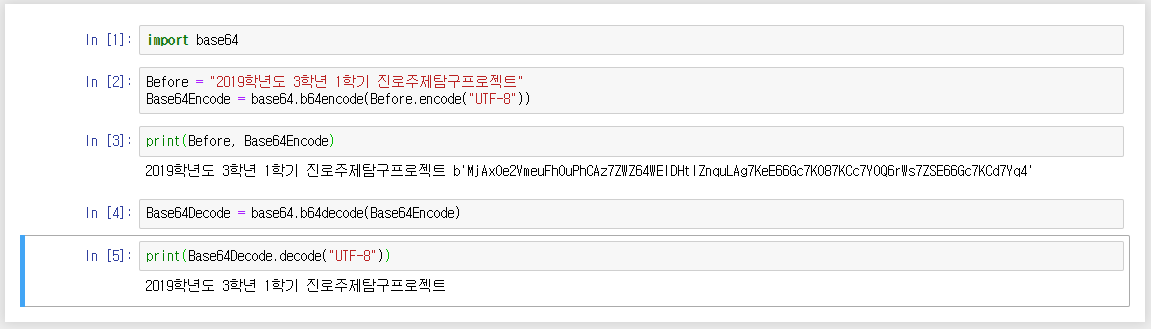 In [1]: import base64
In [2]: Before = "2019학년도 3학년 1학기 진로주제탐구프로젝트"
Base64Encode = base64.b64encode(Before.encode("UTF-8"))
In [3]: print(Before, Base64Encode)
2019학년도 3학년 1학기 진로주제탐구프로젝트 b'MjAxOe2VmeuFhOuPhCAz7ZWZ64WEIDHtlZnquLAg7KeE66Gc7KO87KCc7YOQ6rWs7ZSE66Gc7KCd7Yq4'
In [4]: Base64Decode = base64.b64decode(Base64Encode)
In [5]: print(Base64Decode.decode("UTF-8"))
2019학년도 3학년 1학기 진로주제탐구프로젝트